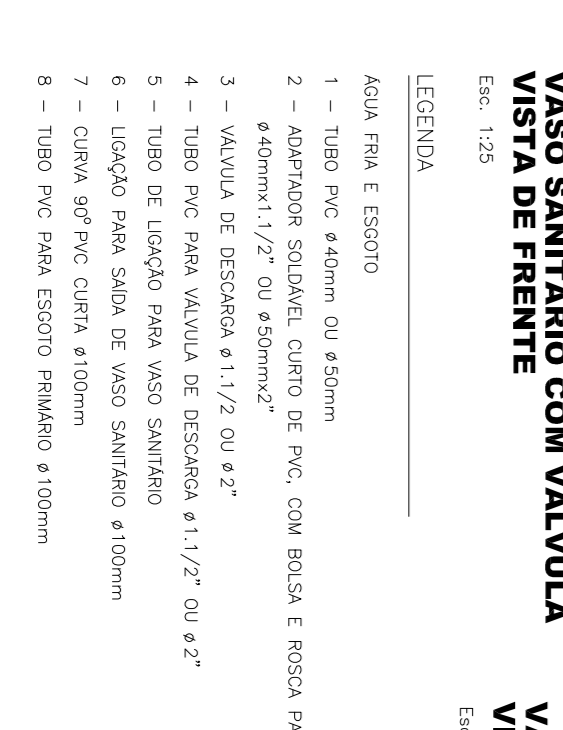 VASO SANITÁRIO COM VÁLVULA
VISTA DE FRENTE
Esc. 1:25
LEGENDA
ÁGUA FRIA E ESGOTO
1 – TUBO PVC ø40mm OU ø50mm
2 – ADAPTADOR SOLDÁVEL CURTO DE PVC, COM BOLSA E ROSCA PA
ø40mmx1.1/2" OU ø50mmx2"
3 – VÁLVULA DE DESCARGA ø1.1/2 OU ø2"
4 – TUBO PVC PARA VÁLVULA DE DESCARGA ø1.1/2" OU ø2"
5 – TUBO DE LIGAÇÃO PARA VASO SANITÁRIO
6 – LIGAÇÃO PARA SAÍDA DE VASO SANITÁRIO ø100mm
7 – CURVA 90° PVC CURTA ø100mm
8 – TUBO PVC PARA ESGOTO PRIMÁRIO ø100mm
VA
VI
Esc